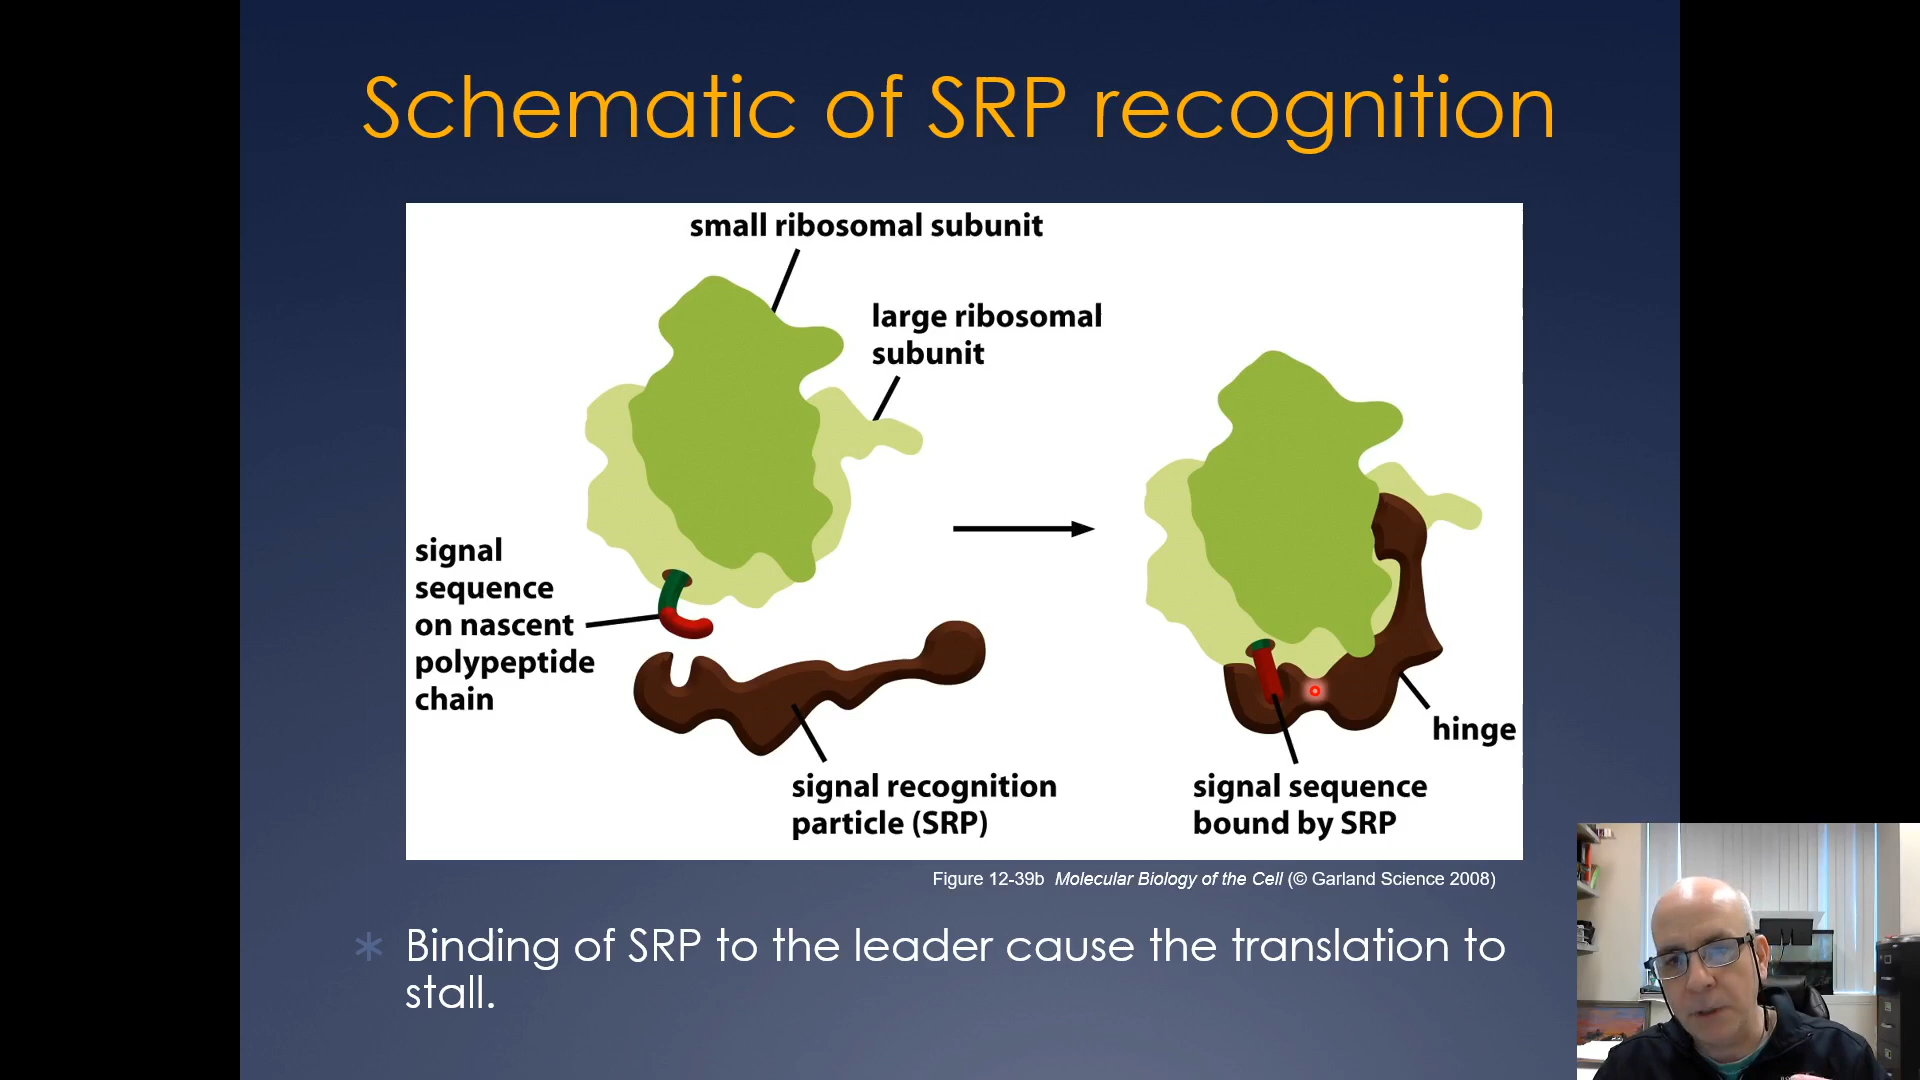 Schematic of SRP recognition
small ribosomal subunit
large ribosomal
subunit
signal
sequence
on nascent
polypeptide
chain
signal recognition
particle (SRP)
hinge
signal sequence
bound by SRP
Figure 12-39b Molecular Biology of the Cell (© Garland Science 2008)
Binding of SRP to the leader cause the translation to
stall.